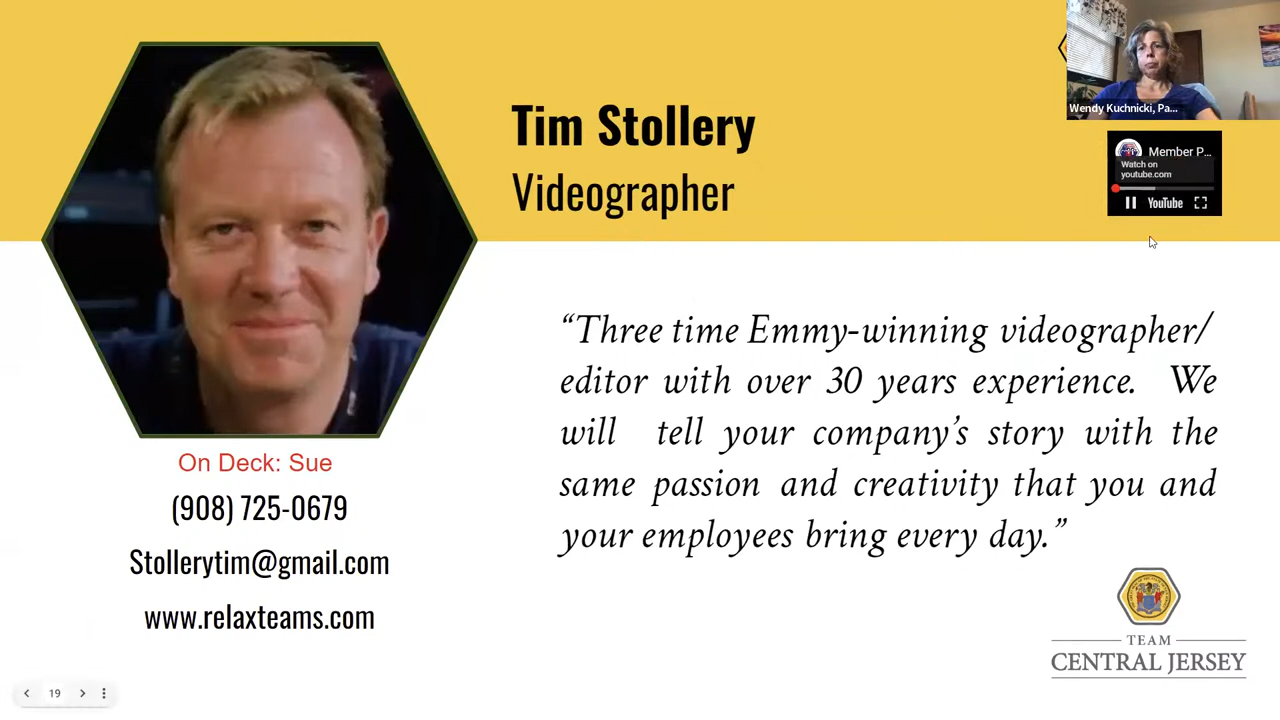 Tim Stollery
Videographer
Wendy Kuchnicki, Pa...
Member P...
Watch on
youtube.com
YouTube
“Three time Emmy-winning videographer/
editor with over 30 years experience. We
will tell your company’s story with the
same passion and creativity that you and
your employees bring every day.”
On Deck: Sue
(908) 725-0679
Stollerytim@gmail.com
www.relaxteams.com
TEAM
CENTRAL JERSEY
19